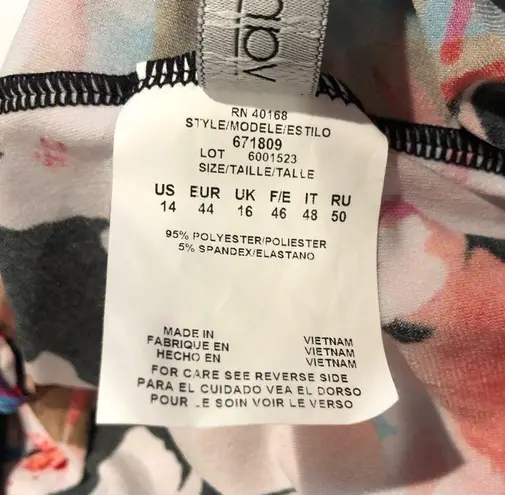 RN 40168
STYLE/MODELE/ESTILO
671809
LOT 6001523
SIZE/TAILLE/TALLE
US EUR UK F/E IT RU
14 44 16 46 48 50
95% POLYESTER/POLIESTER
5% SPANDEX/ELASTANO
MADE IN VIETNAM
FABRIQUE EN VIETNAM
HECHO EN VIETNAM
FOR CARE SEE REVERSE SIDE
PARA EL CUIDADO VEA EL DORSO
POUR LE SOIN VOIR LE VERSO